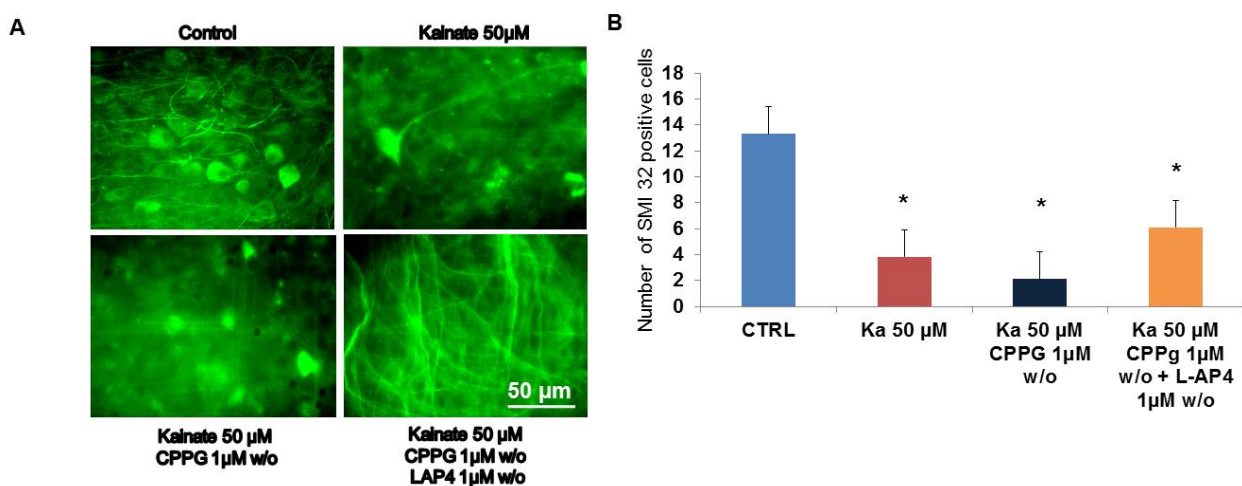 A
Control
Kainate 50µM
50 µm
Kainate 50 µM
CPPG 1µM w/o
Kainate 50 µM
CPPG 1µM w/o
LAP4 1µM w/o
B
Number of SMI 32 positive cells
18
16
14
12
10
8
6
4
2
0
*
*
*
CTRL
Ka 50 µM
Ka 50 µM
CPPG 1µM
w/o
Ka 50 µM
CPPg 1µM
w/o + L-AP4
1µM w/o